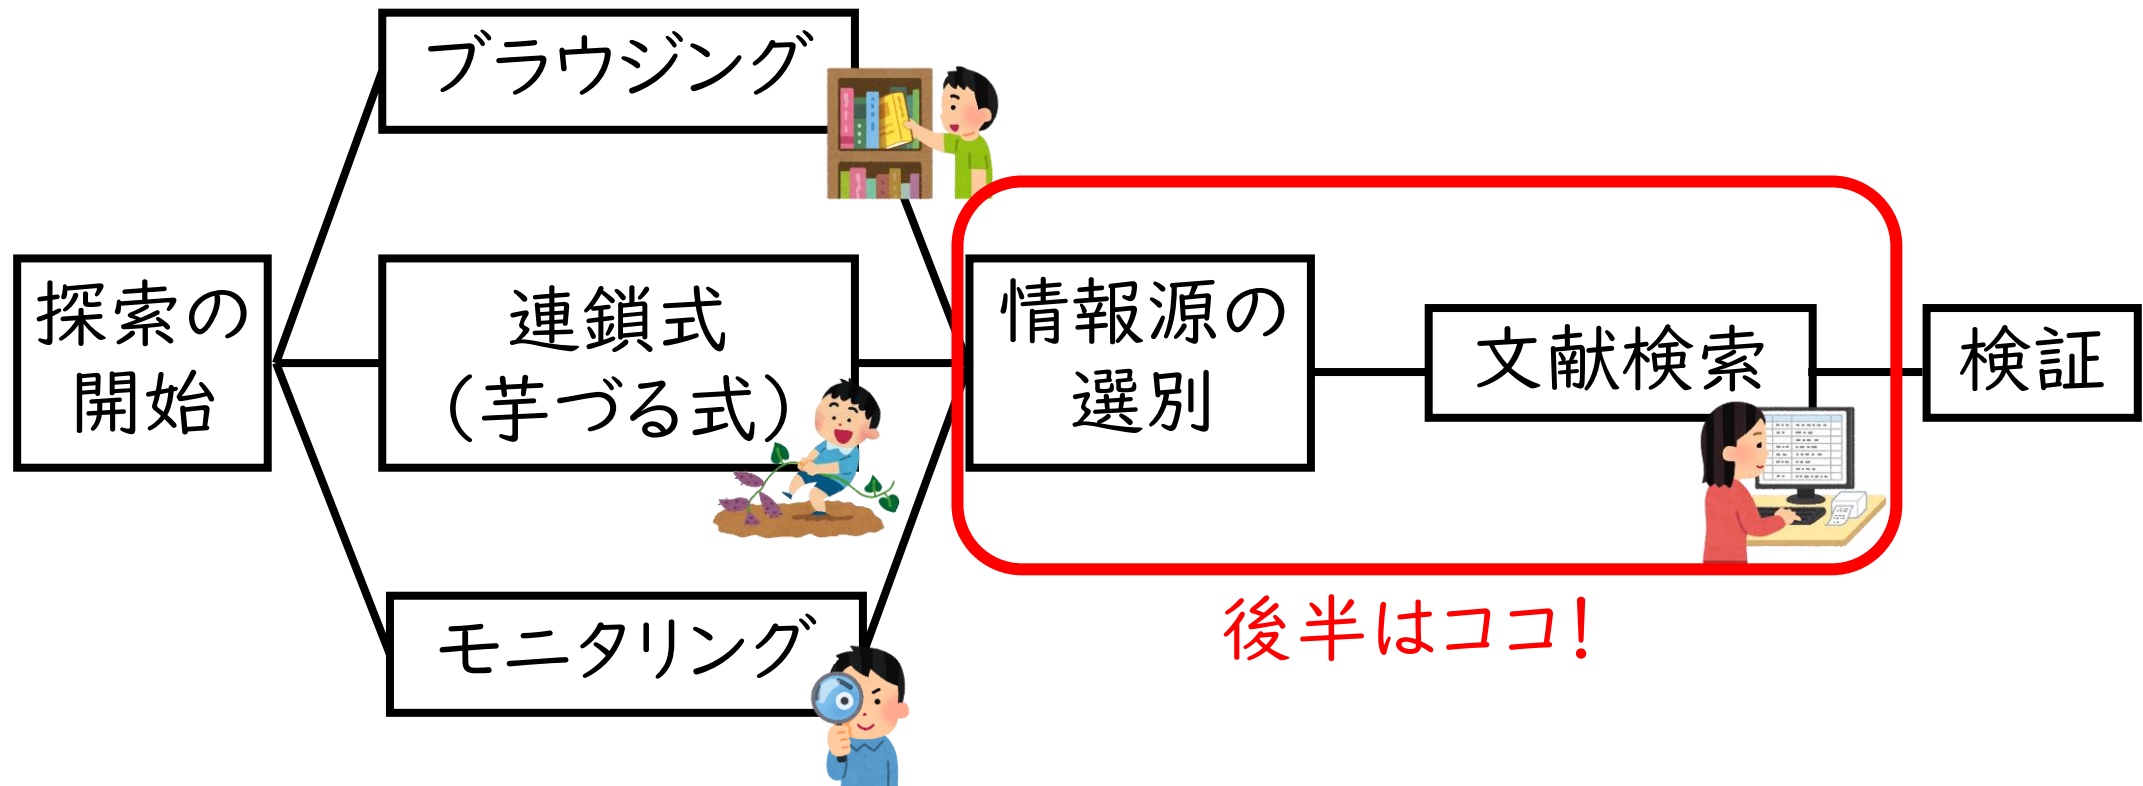 ブラウジング
探索の
開始
連鎖式
（芋づる式）
モニタリング
情報源の
選別
文献検索
検証
後半はココ！